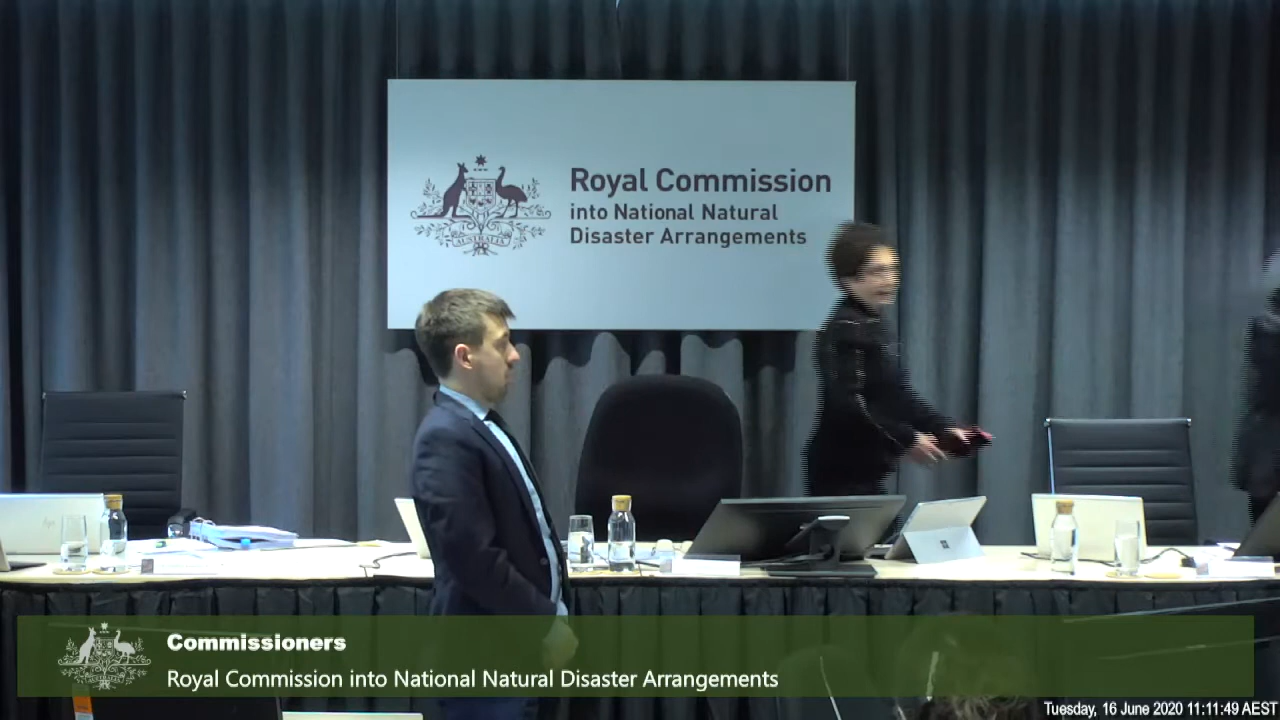 Royal Commission
into National Natural
Disaster Arrangements
AUSTRALIA
Commissioners
Royal Commission into National Natural Disaster Arrangements
Tuesday, 16 June 2020 11:11:49 AEST